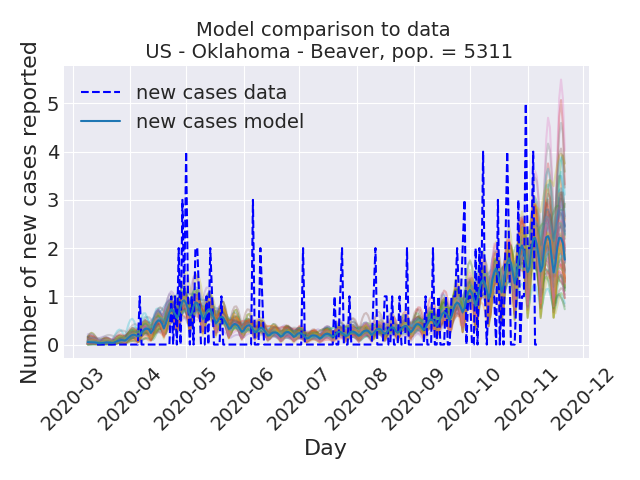 Model comparison to data
US - Oklahoma - Beaver, pop. = 5311
Number of new cases reported
5
4
3
2
1
0
new cases data
new cases model
2020-03
2020-04
2020-05
2020-06
2020-07
2020-08
2020-09
2020-10
2020-11
2020-12
Day